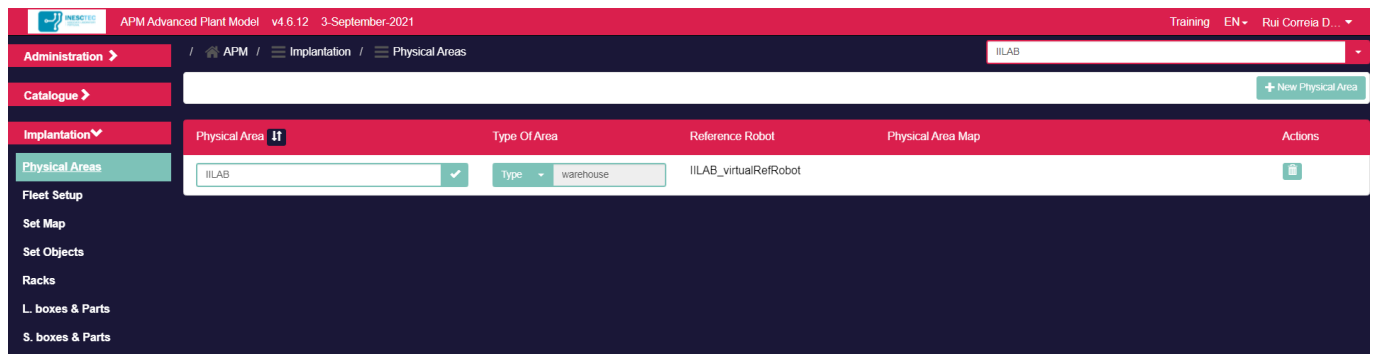 INESCTEC APM Advanced Plant Model v4.6.12 3-September-2021 Training EN Rui Correia D...
Administration / APM / Implantation / Physical Areas IILAB
Catalogue + New Physical Area
Implantation Physical Area Type Of Area Reference Robot Physical Area Map Actions
Physical Areas IILAB Type warehouse IILAB_virtualRefRobot
Fleet Setup
Set Map
Set Objects
Racks
L. boxes & Parts
S. boxes & Parts